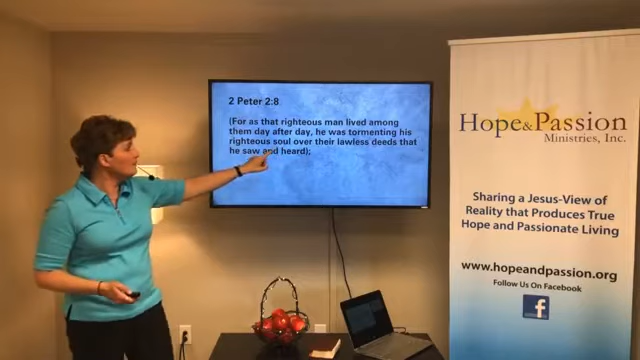 2 Peter 2:8
(For as that righteous man lived among
them day after day, he was tormenting his
righteous soul over their lawless deeds that
he saw and heard);
Hope&Passion
Ministries, Inc.
Sharing a Jesus-View of
Reality that Produces True
Hope and Passionate Living
www.hopeandpassion.org
Follow Us On Facebook
f